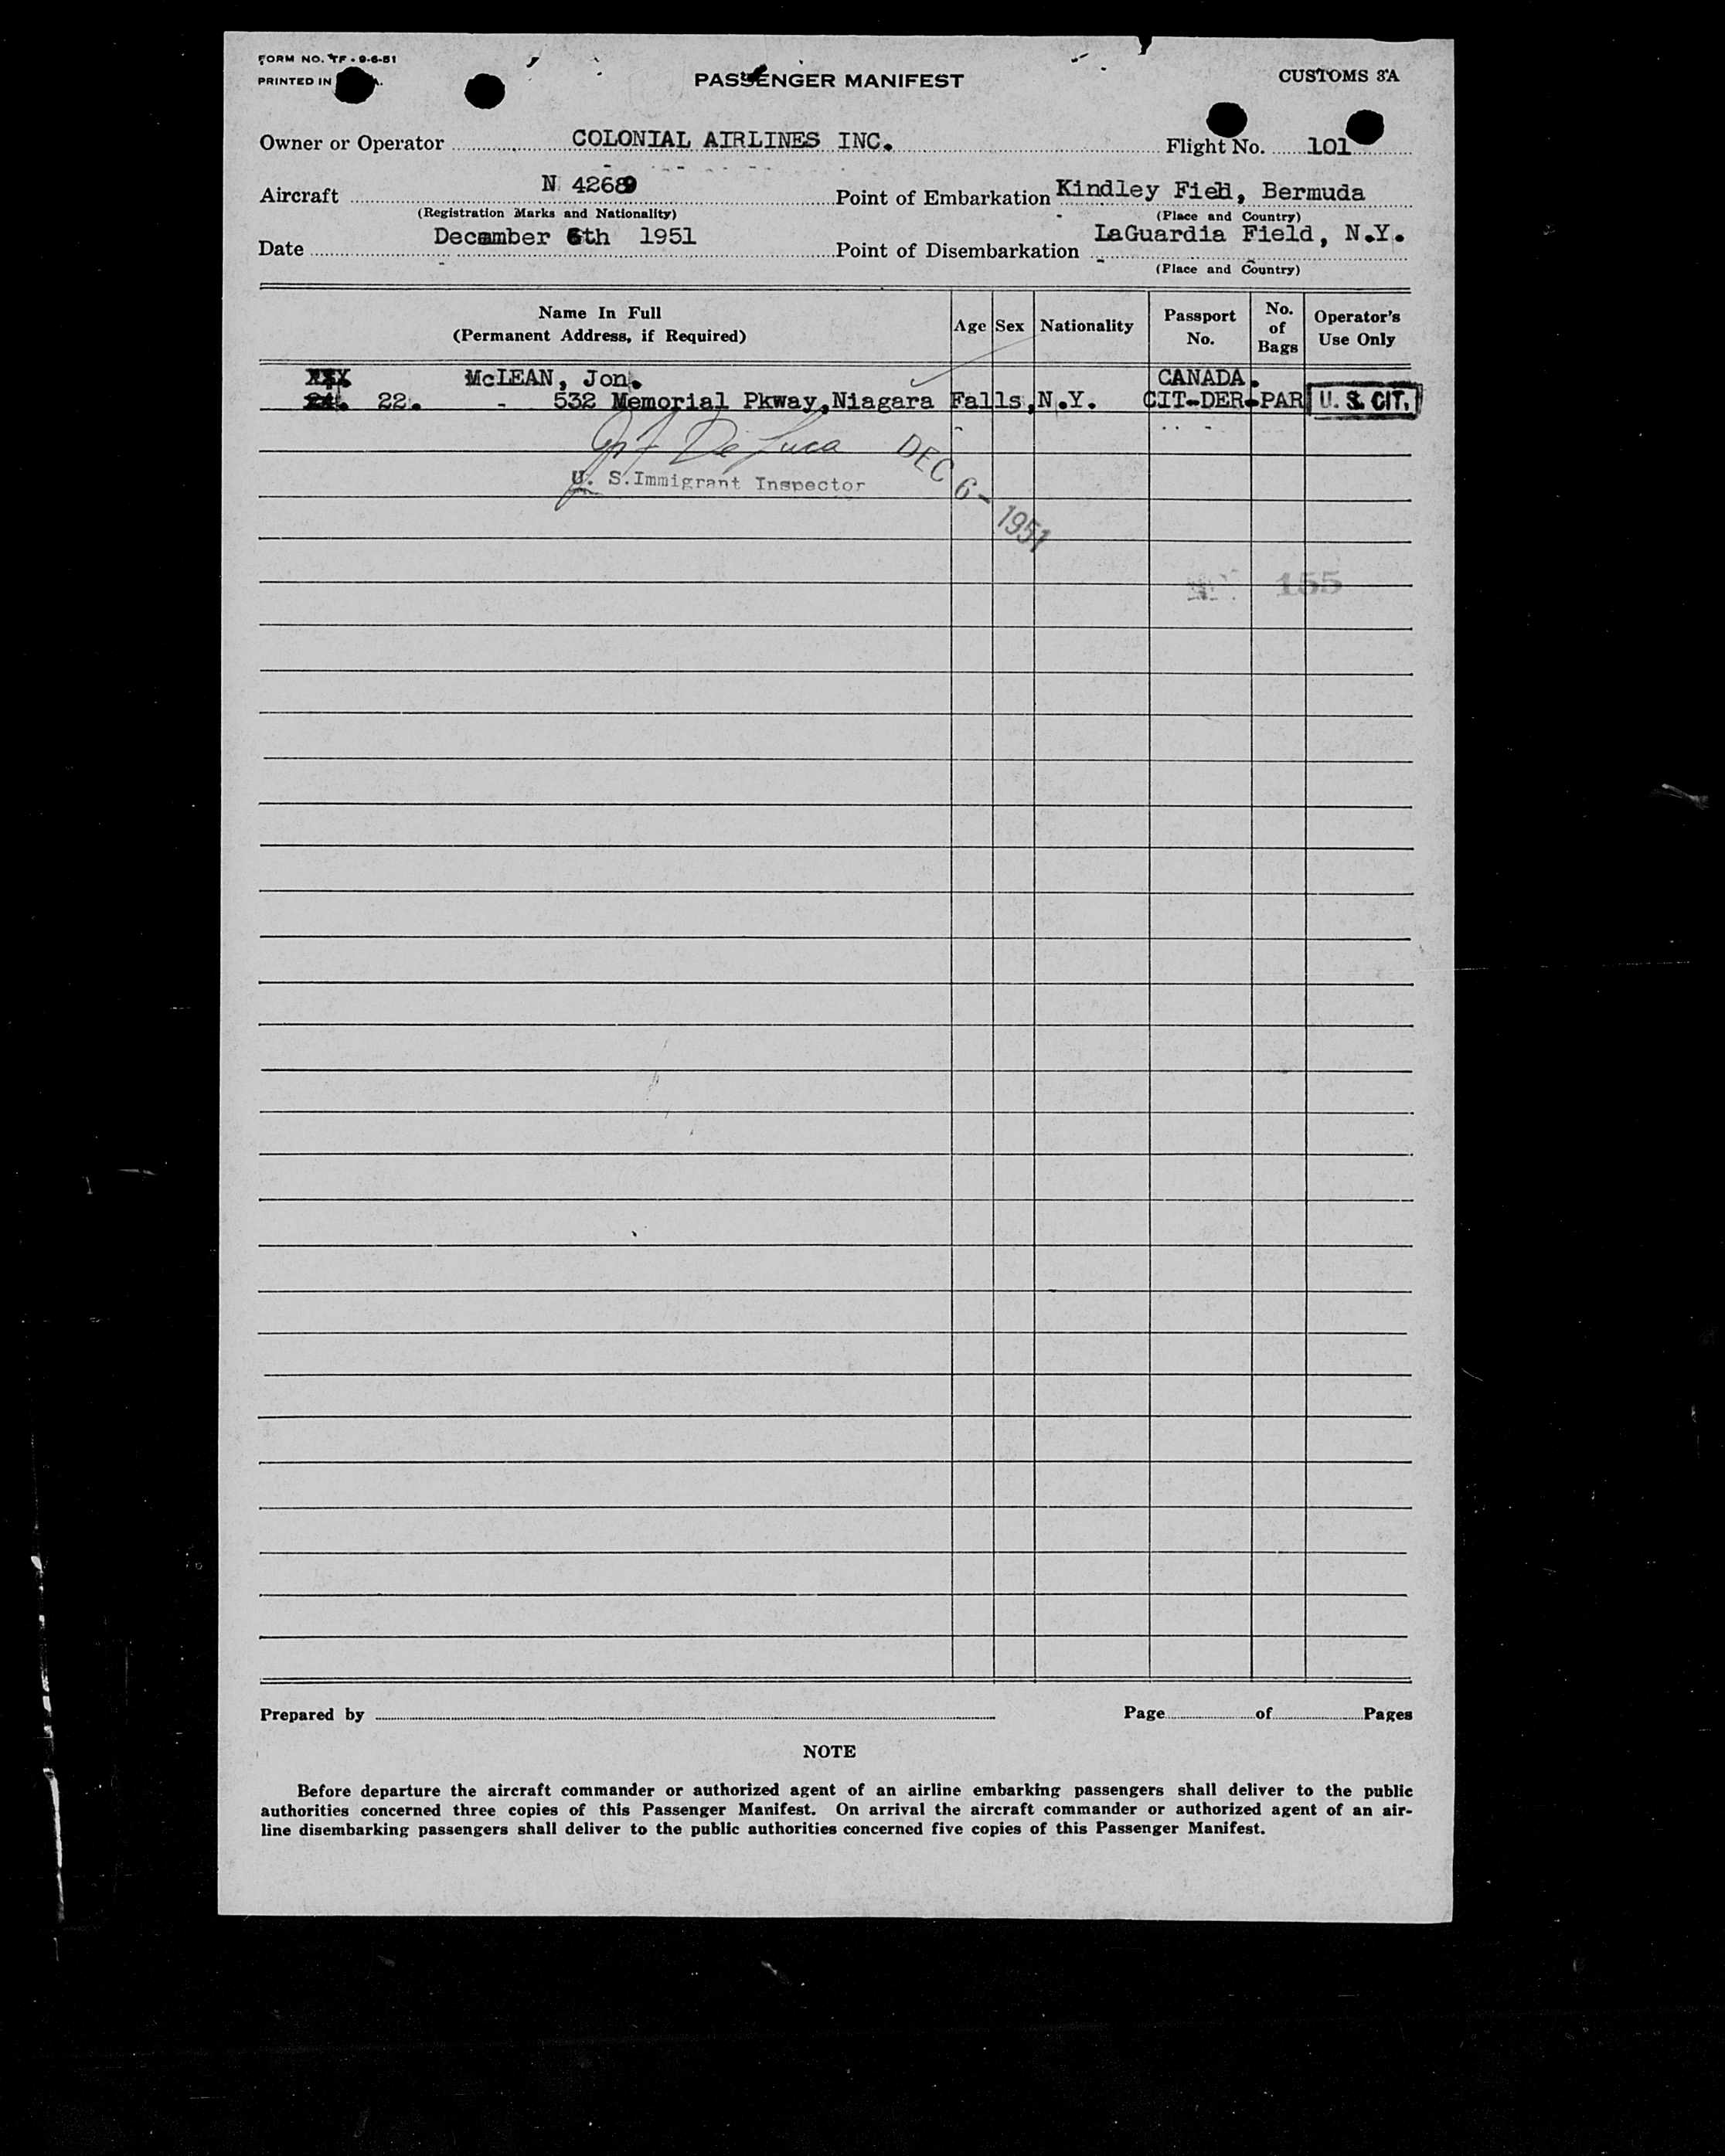 FORM NO. TF - 9-6-51
PRINTED IN
PASSENGER MANIFEST
CUSTOMS 3A
Owner or Operator COLONIAL AIRLINES INC. Flight No. 101
Aircraft N 42689 Point of Embarkation Kindley Field, Bermuda
(Registration Marks and Nationality) (Place and Country)
Date December 6th 1951 Point of Disembarkation LaGuardia Field, N.Y.
(Place and Country)
Name In Full
(Permanent Address, if Required)
Age Sex Nationality Passport No. No. of Bags Operator's Use Only
McLEAN, Jon. CANADA.
22. - 532 Memorial Pkway,Niagara Falls,N.Y. CIT-DER-PAR U. S. CIT.
De Luca DEC 6- 1951
U. S.Immigrant Inspector
155
Prepared by Page of Pages
NOTE
Before departure the aircraft commander or authorized agent of an airline embarking passengers shall deliver to the public
authorities concerned three copies of this Passenger Manifest. On arrival the aircraft commander or authorized agent of an air-
line disembarking passengers shall deliver to the public authorities concerned five copies of this Passenger Manifest.